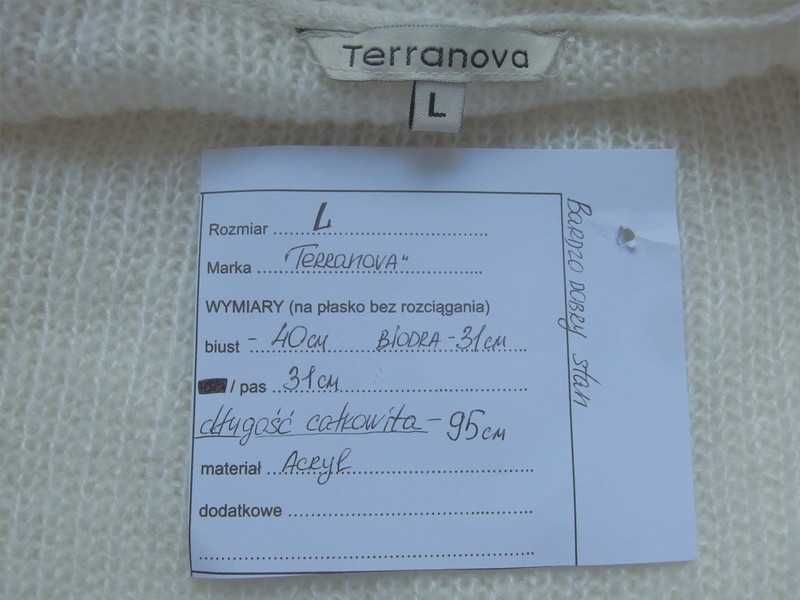 Terranova
L
Rozmiar ..... L .....
Marka ..... "TERRANOVA" .....
WYMIARY (na płasko bez rozciągania)
biust - 40cm BIODRA - 31cm
/ pas ..... 31cm .....
długość całkowita - 95cm
materiał ..... ACRYL .....
dodatkowe .....
BARDZO DOBRY stan